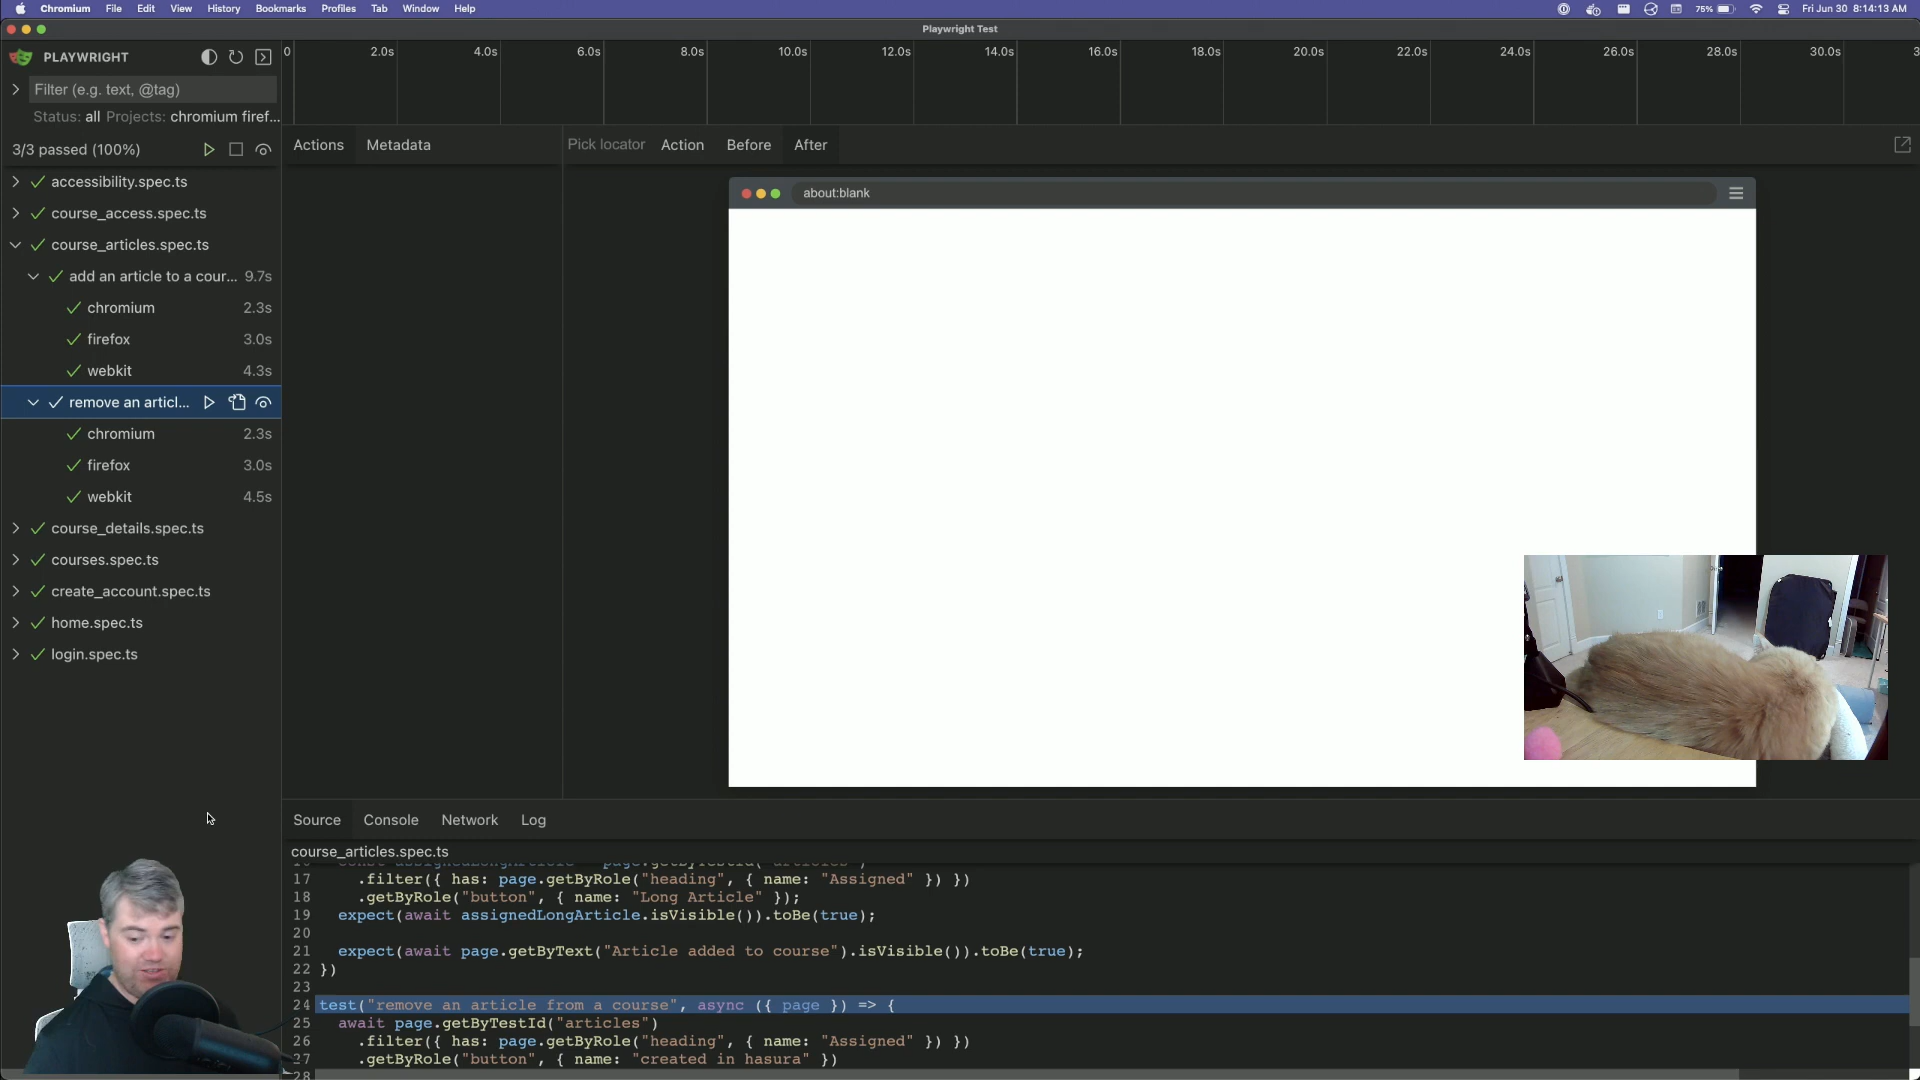 Chromium File Edit View History Bookmarks Profiles Tab Window Help 75% Fri Jun 30 8:14:13 AM
Playwright Test
PLAYWRIGHT
0 2.0s 4.0s 6.0s 8.0s 10.0s 12.0s 14.0s 16.0s 18.0s 20.0s 22.0s 24.0s 26.0s 28.0s 30.0s 3
Filter (e.g. text, @tag)
Status: all Projects: chromium firef...
3/3 passed (100%)
Actions Metadata
Pick locator Action Before After
about:blank
accessibility.spec.ts
course_access.spec.ts
course_articles.spec.ts
add an article to a cour... 9.7s
chromium 2.3s
firefox 3.0s
webkit 4.3s
remove an articl...
chromium 2.3s
firefox 3.0s
webkit 4.5s
course_details.spec.ts
courses.spec.ts
create_account.spec.ts
home.spec.ts
login.spec.ts
Source Console Network Log
course_articles.spec.ts
17 .filter({ has: page.getByRole("heading", { name: "Assigned" }) })
18 .getByRole("button", { name: "Long Article" });
19 expect(await assignedLongArticle.isVisible()).toBe(true);
20
21 expect(await page.getByText("Article added to course").isVisible()).toBe(true);
22 })
23
24 test("remove an article from a course", async ({ page }) => {
25 await page.getByTestId("articles")
26 .filter({ has: page.getByRole("heading", { name: "Assigned" }) })
27 .getByRole("button", { name: "created in hasura" })
28